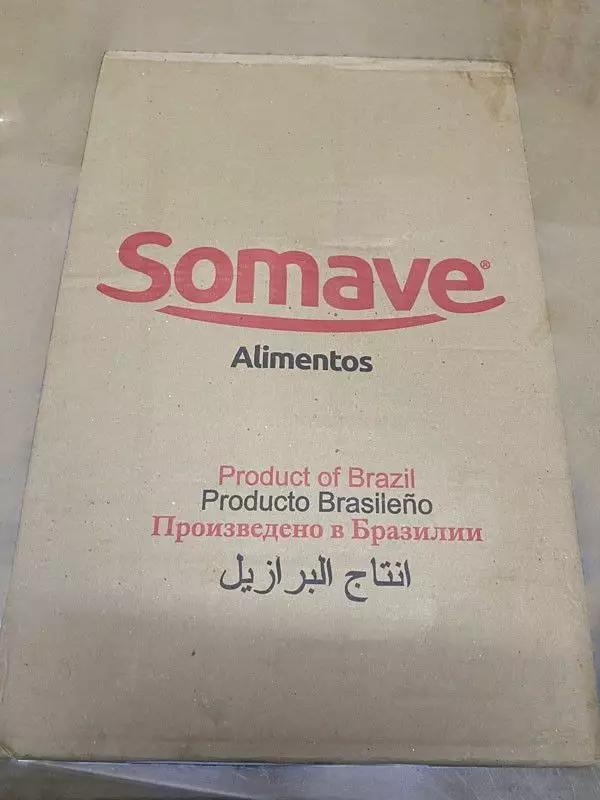 Somave®
Alimentos
Product of Brazil
Producto Brasileño
Произведено в Бразилии
انتاج البرازيل